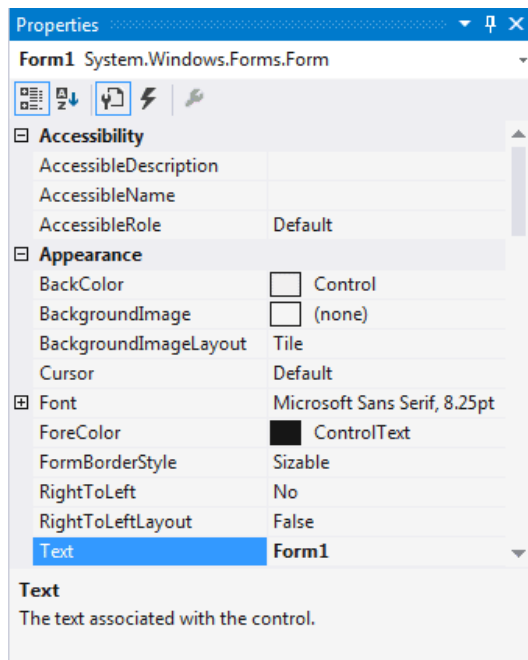 Properties
Form1 System.Windows.Forms.Form
Accessibility
AccessibleDescription
AccessibleName
AccessibleRole Default
Appearance
BackColor Control
BackgroundImage (none)
BackgroundImageLayout Tile
Cursor Default
Font Microsoft Sans Serif, 8.25pt
ForeColor ControlText
FormBorderStyle Sizable
RightToLeft No
RightToLeftLayout False
Text Form1
Text
The text associated with the control.